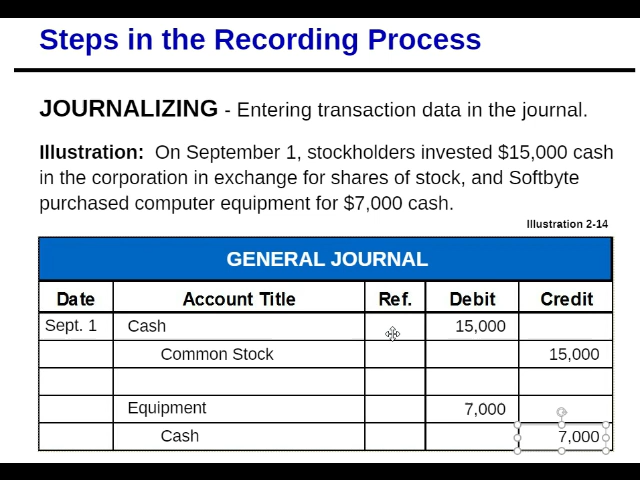 Steps in the Recording Process
JOURNALIZING - Entering transaction data in the journal.
Illustration: On September 1, stockholders invested $15,000 cash
in the corporation in exchange for shares of stock, and Softbyte
purchased computer equipment for $7,000 cash.
Illustration 2-14
GENERAL JOURNAL
Date Account Title Ref. Debit Credit
Sept. 1 Cash 15,000
Common Stock 15,000
Equipment 7,000
Cash 7,000